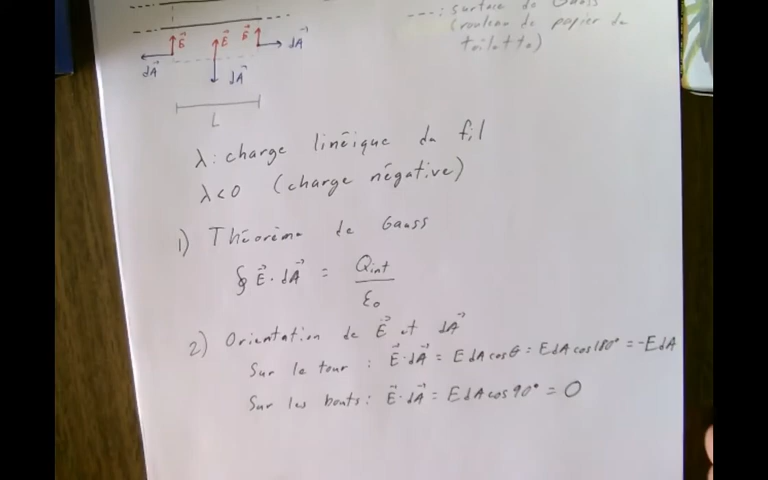 ---- : surface de Gauss
(rouleau de papier de
toilette)
E⃗ E⃗ E⃗ dA⃗
dA⃗ dA⃗
L
λ : charge linéique du fil
λ < 0 (charge négative)
1) Théorème de Gauss
∮ E⃗ · dA⃗ = Qint / ε₀
2) Orientation de E⃗ et dA⃗
Sur le tour : E⃗ · dA⃗ = E dA cos θ = E dA cos 180° = -E dA
Sur les bouts : E⃗ · dA⃗ = E dA cos 90° = 0